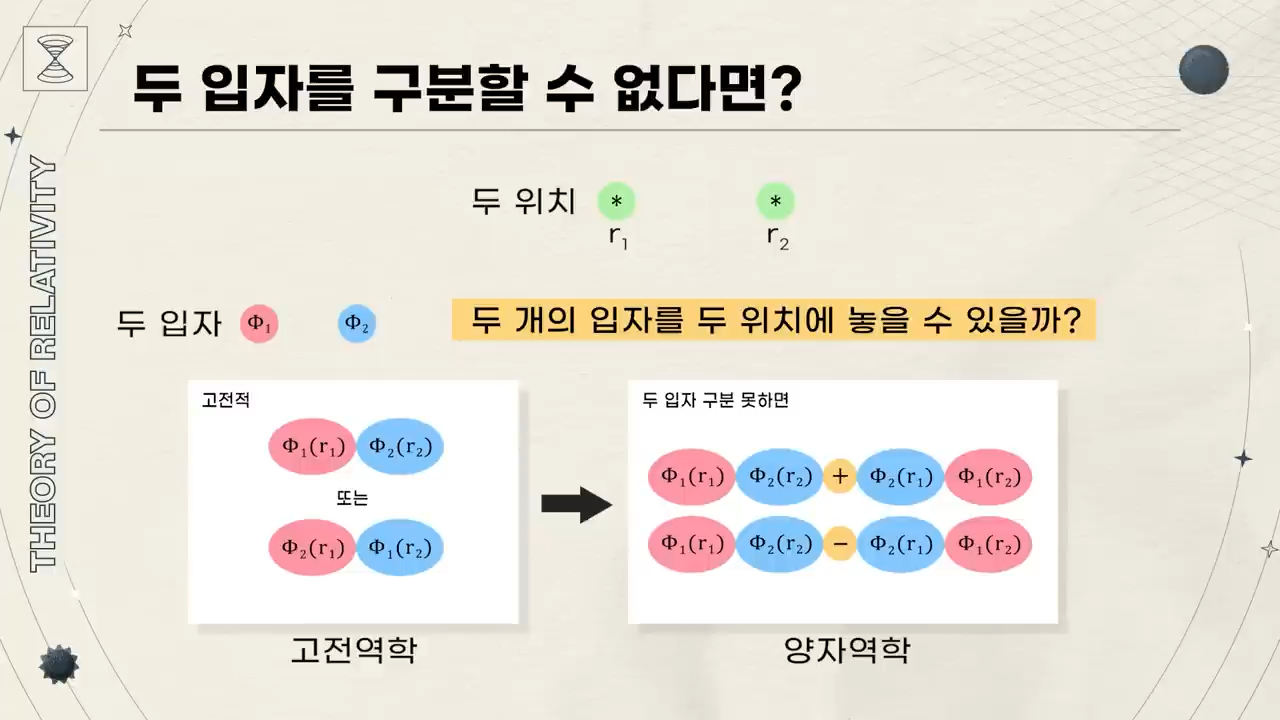 두 입자를 구분할 수 없다면?
THEORY OF RELATIVITY
두 위치 * *
r₁ r₂
두 입자 Φ₁ Φ₂
두 개의 입자를 두 위치에 놓을 수 있을까?
고전적
Φ₁(r₁) Φ₂(r₂)
또는
Φ₂(r₁) Φ₁(r₂)
고전역학
두 입자 구분 못하면
Φ₁(r₁) Φ₂(r₂) + Φ₂(r₁) Φ₁(r₂)
Φ₁(r₁) Φ₂(r₂) − Φ₂(r₁) Φ₁(r₂)
양자역학